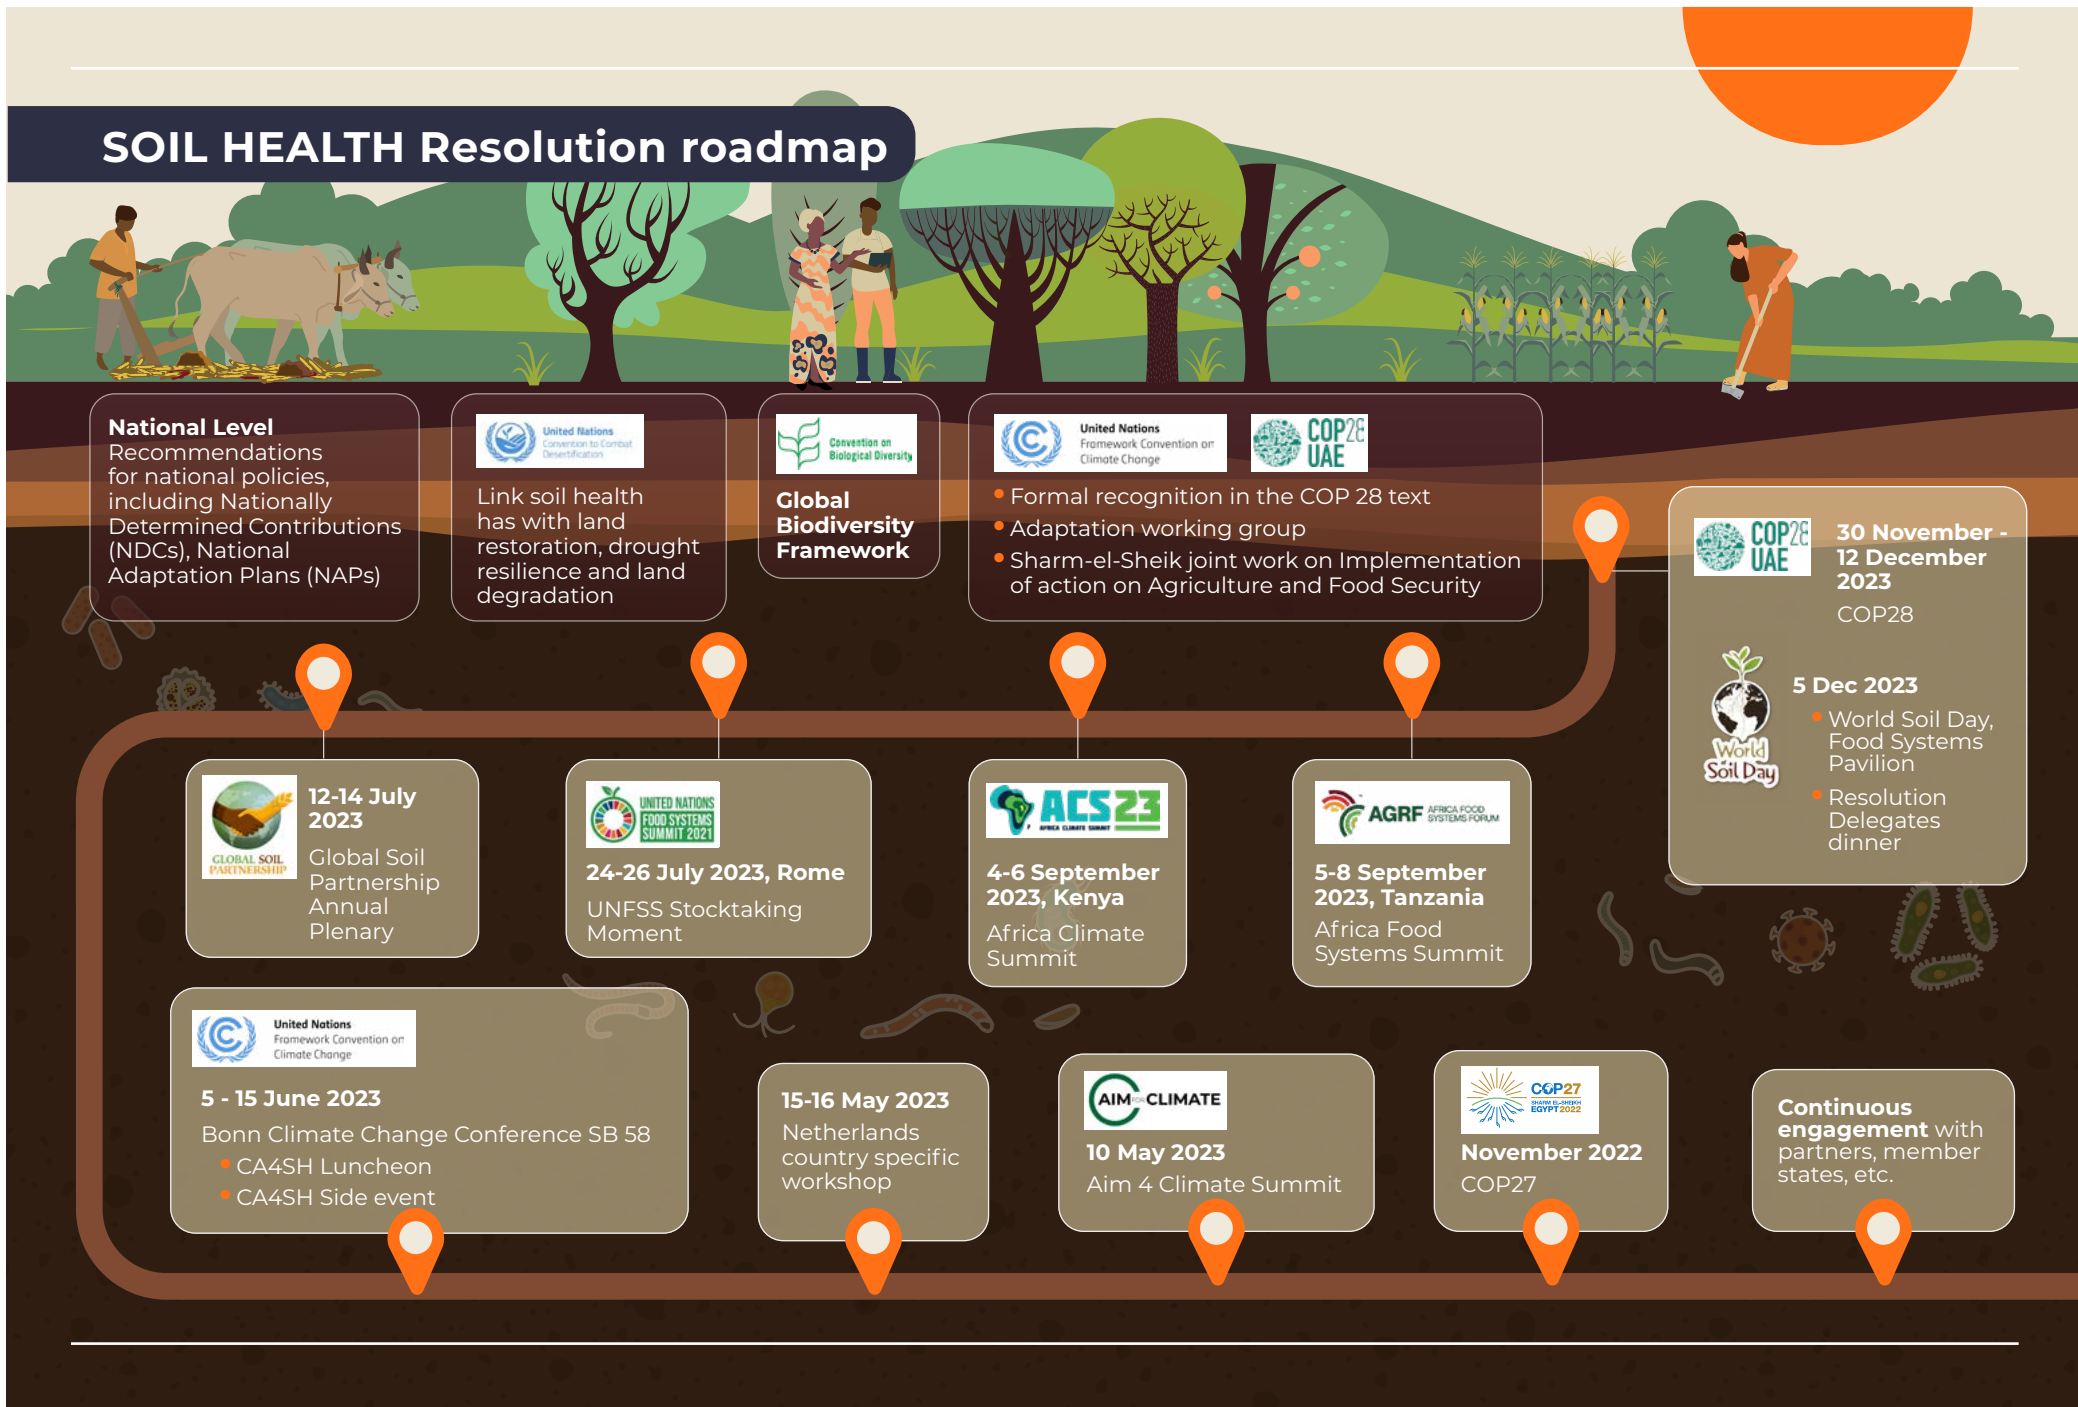 SOIL HEALTH Resolution roadmap
National Level
Recommendations
for national policies,
including Nationally
Determined Contributions
(NDCs), National
Adaptation Plans (NAPs)
United Nations
Convention to Combat
Desertification
Link soil health
has with land
restoration, drought
resilience and land
degradation
Convention on
Biological Diversity
Global
Biodiversity
Framework
United Nations
Framework Convention on
Climate Change
COP28
UAE
Formal recognition in the COP 28 text
Adaptation working group
Sharm-el-Sheik joint work on Implementation
of action on Agriculture and Food Security
COP28
UAE
30 November -
12 December
2023
COP28
World
Soil Day
5 Dec 2023
World Soil Day,
Food Systems
Pavilion
Resolution
Delegates
dinner
GLOBAL SOIL
PARTNERSHIP
12-14 July
2023
Global Soil
Partnership
Annual
Plenary
UNITED NATIONS
FOOD SYSTEMS
SUMMIT 2021
24-26 July 2023, Rome
UNFSS Stocktaking
Moment
ACS23
AFRICA CLIMATE SUMMIT
4-6 September
2023, Kenya
Africa Climate
Summit
AGRF
AFRICA FOOD
SYSTEMS FORUM
5-8 September
2023, Tanzania
Africa Food
Systems Summit
United Nations
Framework Convention on
Climate Change
5 - 15 June 2023
Bonn Climate Change Conference SB 58
CA4SH Luncheon
CA4SH Side event
15-16 May 2023
Netherlands
country specific
workshop
AIM FOR CLIMATE
10 May 2023
Aim 4 Climate Summit
COP27
SHARM EL-SHEIKH
EGYPT2022
November 2022
COP27
Continuous
engagement with
partners, member
states, etc.